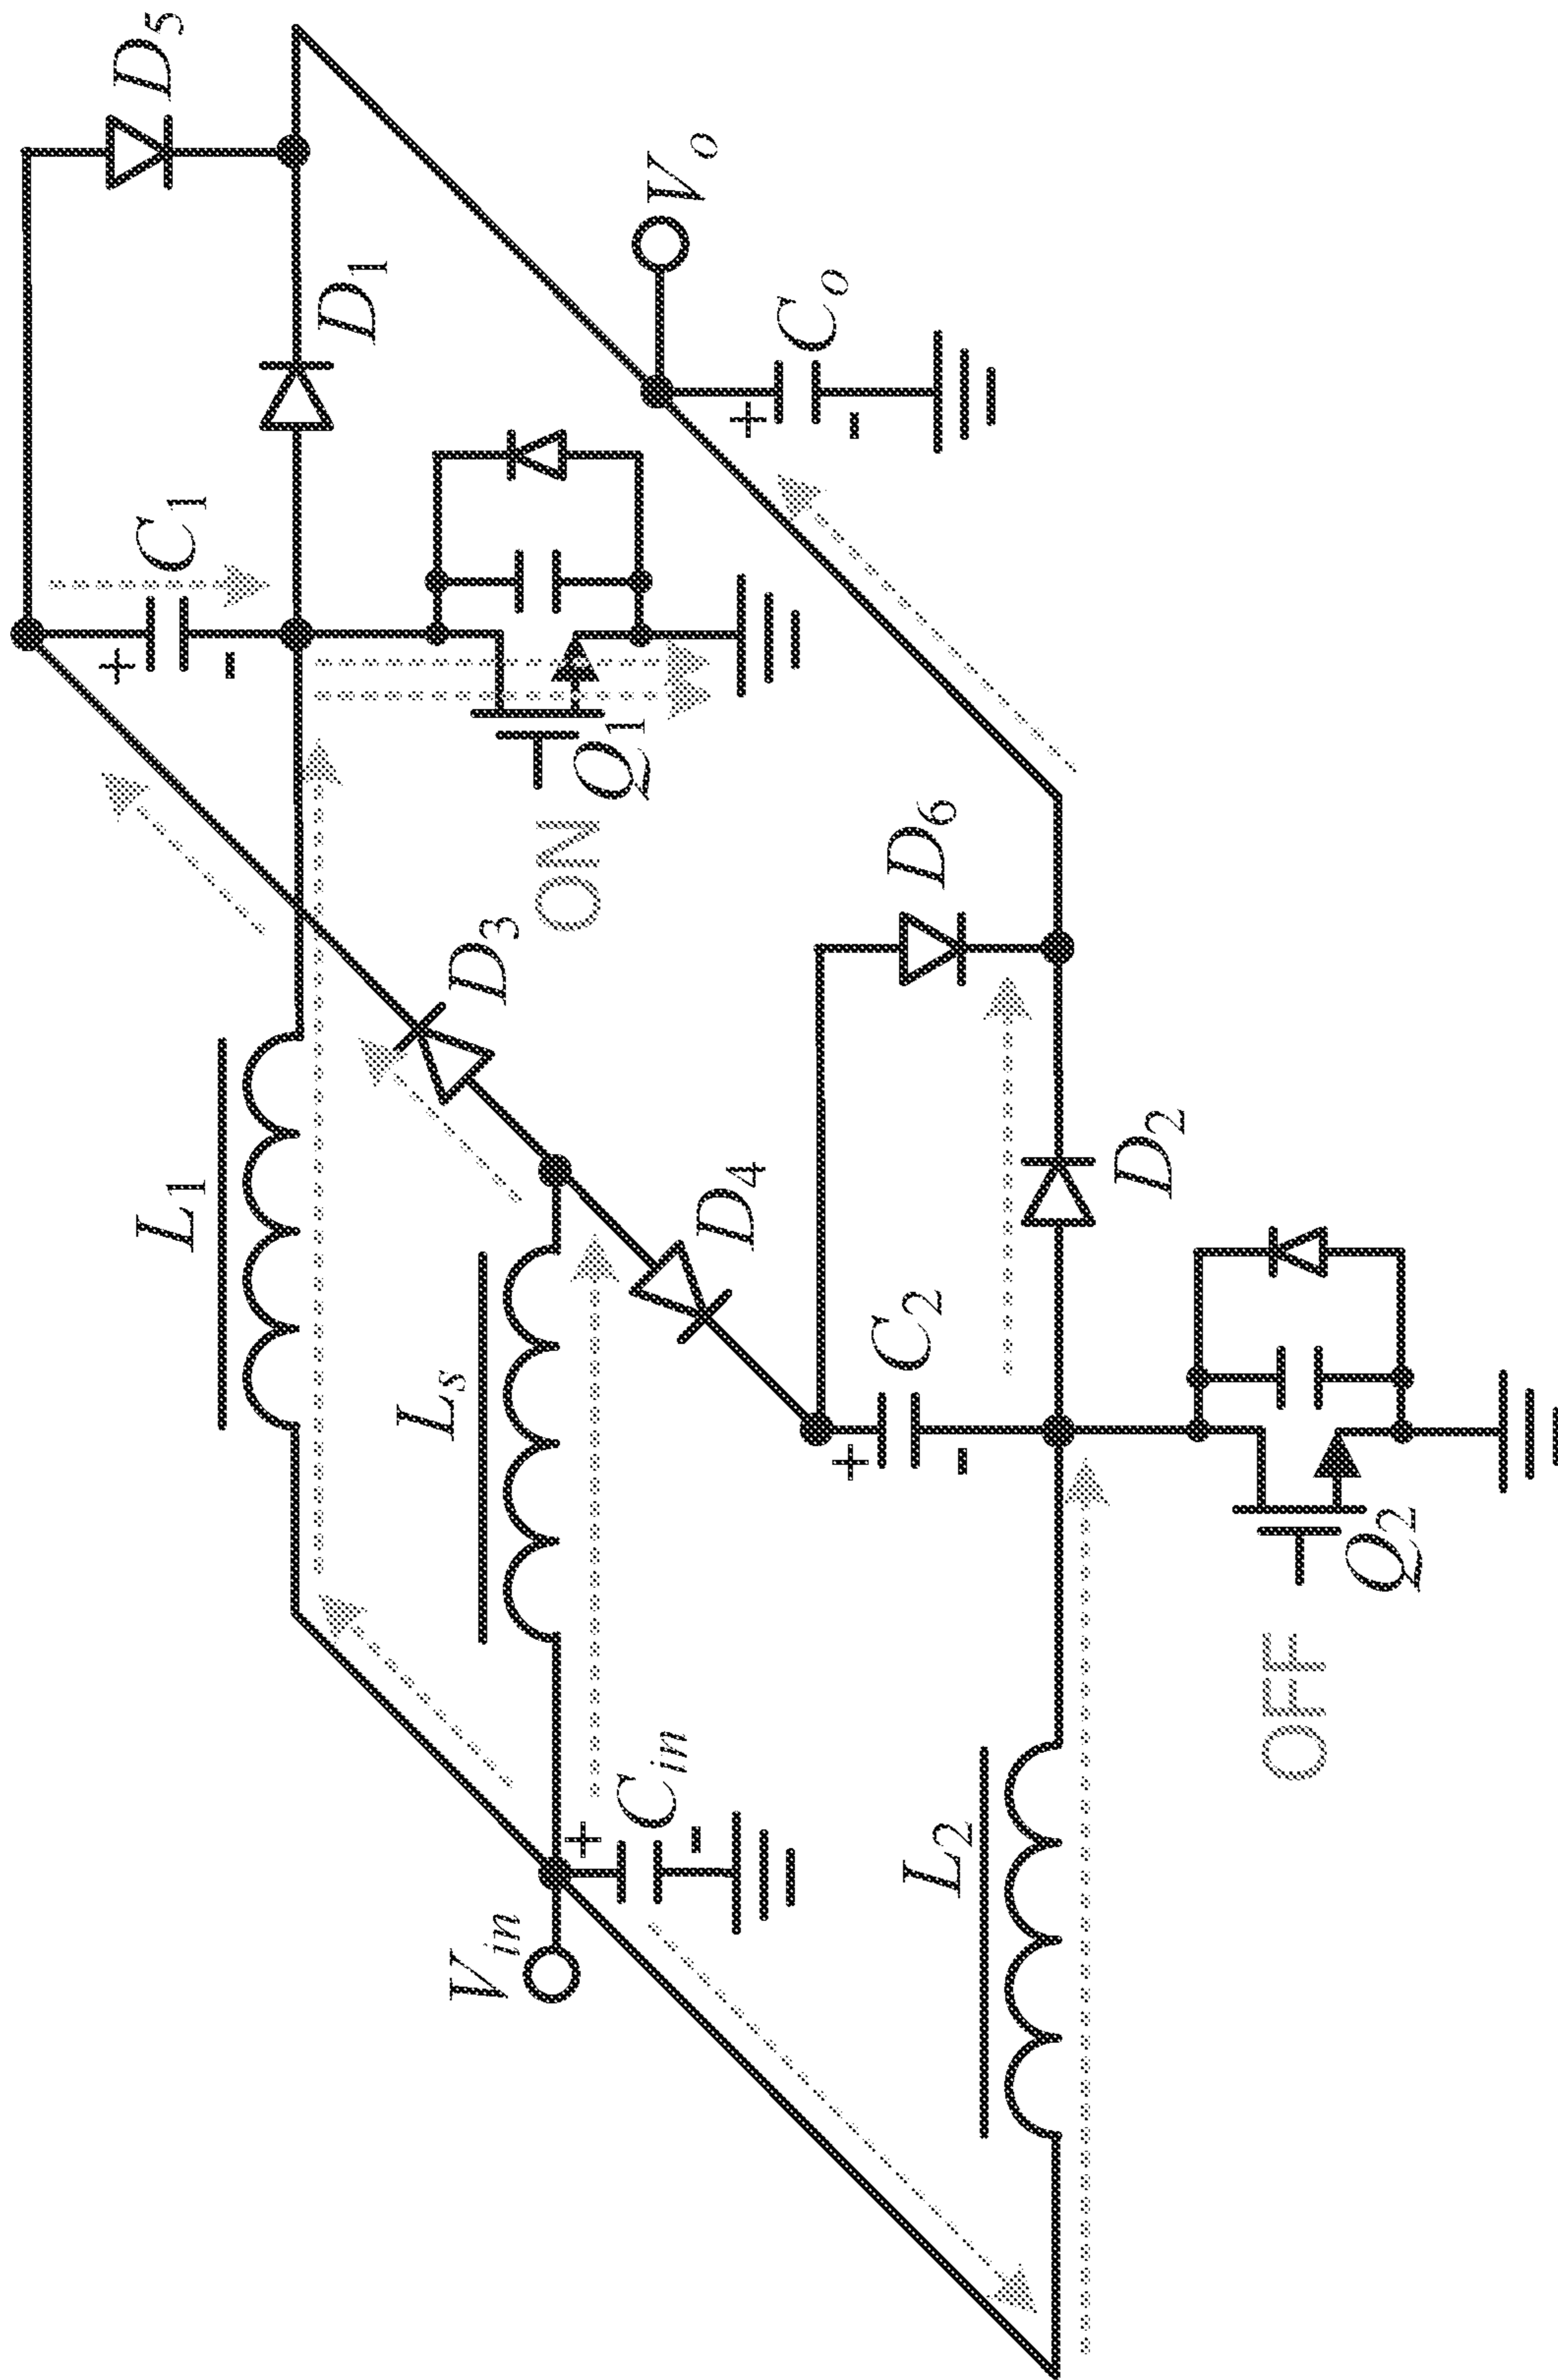 D5
C1
D1
L1
Vo
Co
Q1
ON
D3
Ls
D4
D6
Vin
Cin
C2
D2
L2
Q2
OFF
+
-
+
-
+
-
+
-